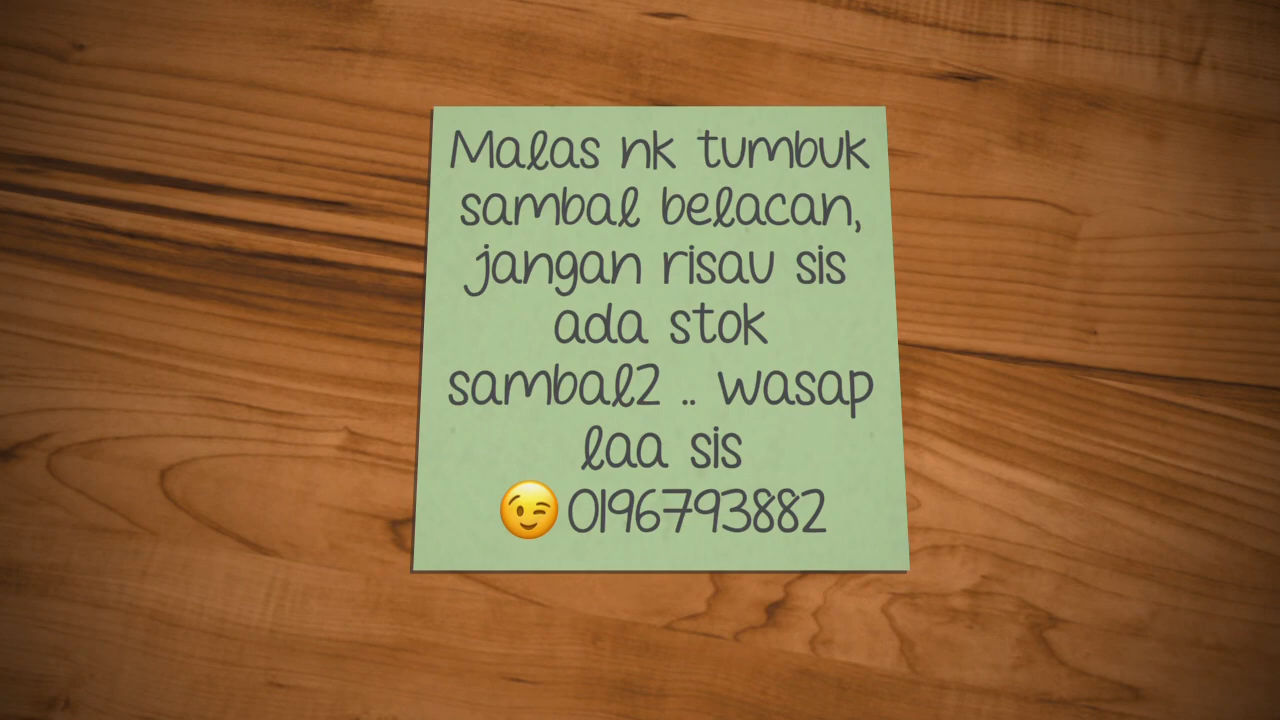 Malas nk tumbuk
sambal belacan,
jangan risau sis
ada stok
sambal2 .. wasap
laa sis
😉0196793882